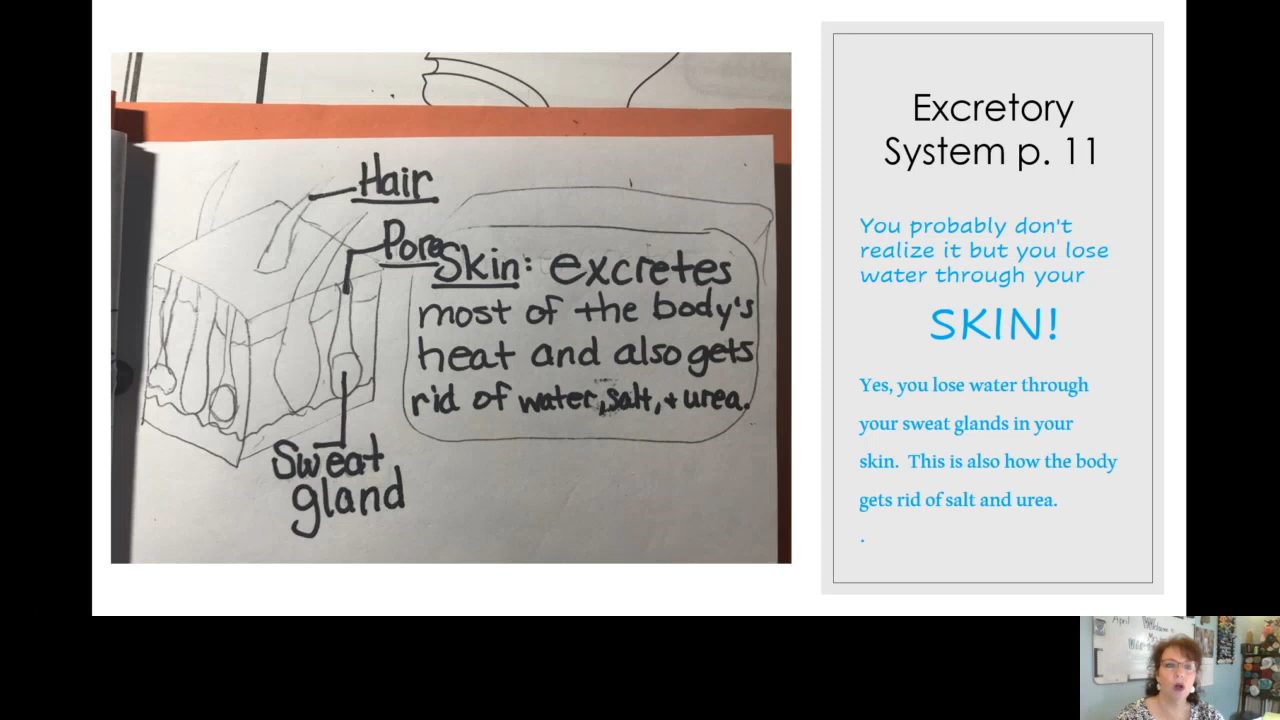 Hair
Pore
Skin: excretes
most of the body's
heat and also gets
rid of water, salt, + urea.
Sweat
gland
Excretory
System p. 11
You probably don't
realize it but you lose
water through your
SKIN!
Yes, you lose water through
your sweat glands in your
skin. This is also how the body
gets rid of salt and urea.
.
April